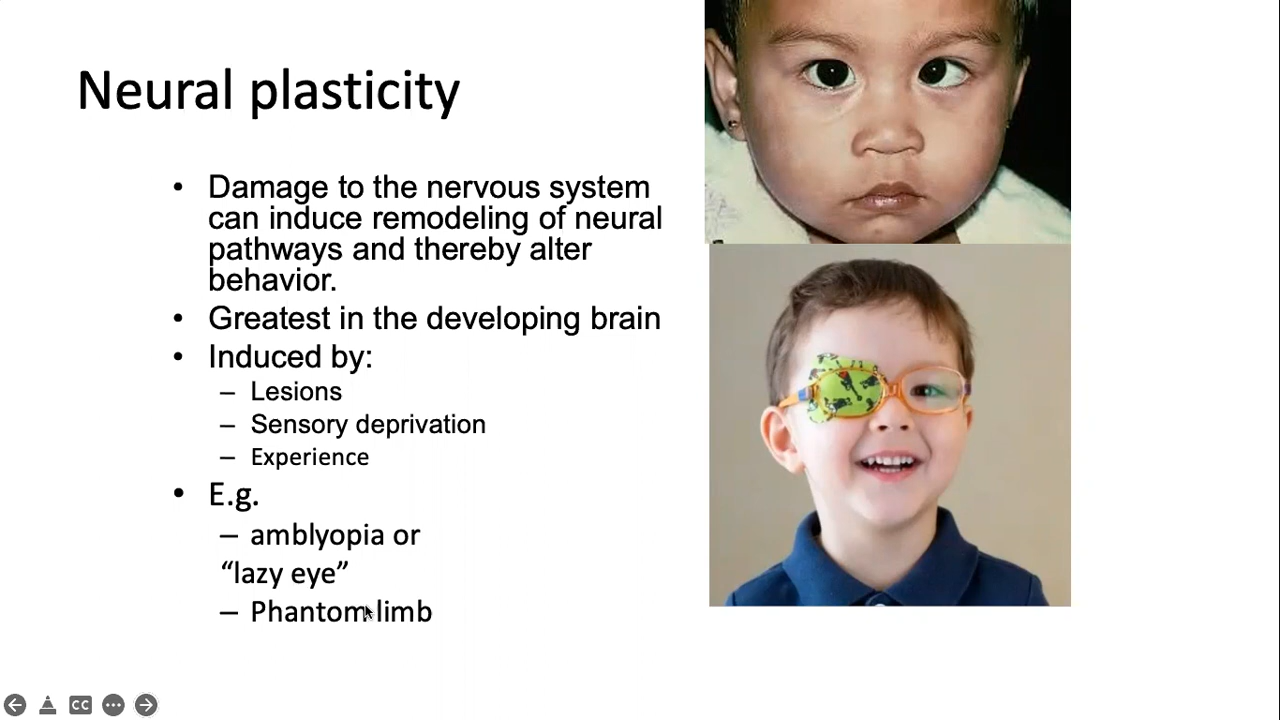 Neural plasticity
• Damage to the nervous system
can induce remodeling of neural
pathways and thereby alter
behavior.
• Greatest in the developing brain
• Induced by:
– Lesions
– Sensory deprivation
– Experience
• E.g.
– amblyopia or
“lazy eye”
– Phantom limb
CC